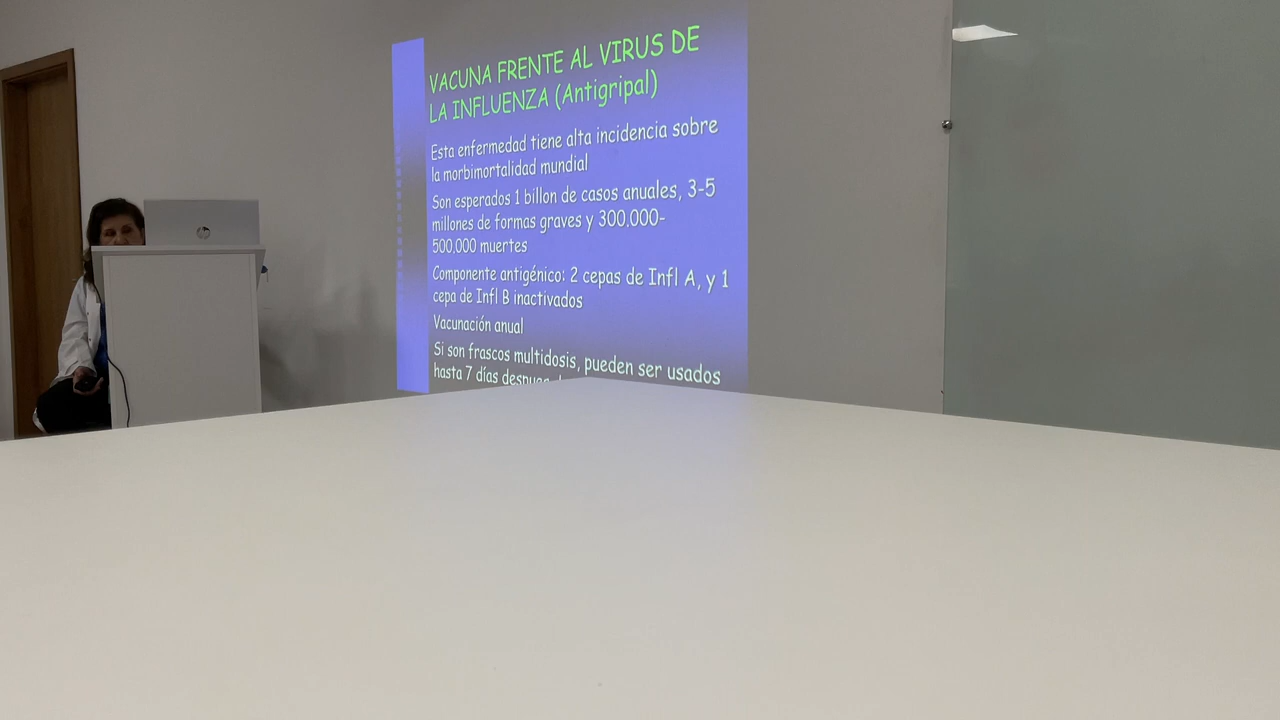 VACUNA FRENTE AL VIRUS DE
LA INFLUENZA (Antigripal)
Esta enfermedad tiene alta incidencia sobre
la morbimortalidad mundial
Son esperados 1 billon de casos anuales, 3-5
millones de formas graves y 300.000-
500.000 muertes
Componente antigénico: 2 cepas de Infl A, y 1
cepa de Infl B inactivados
Vacunación anual
Si son frascos multidosis, pueden ser usados
hasta 7 días